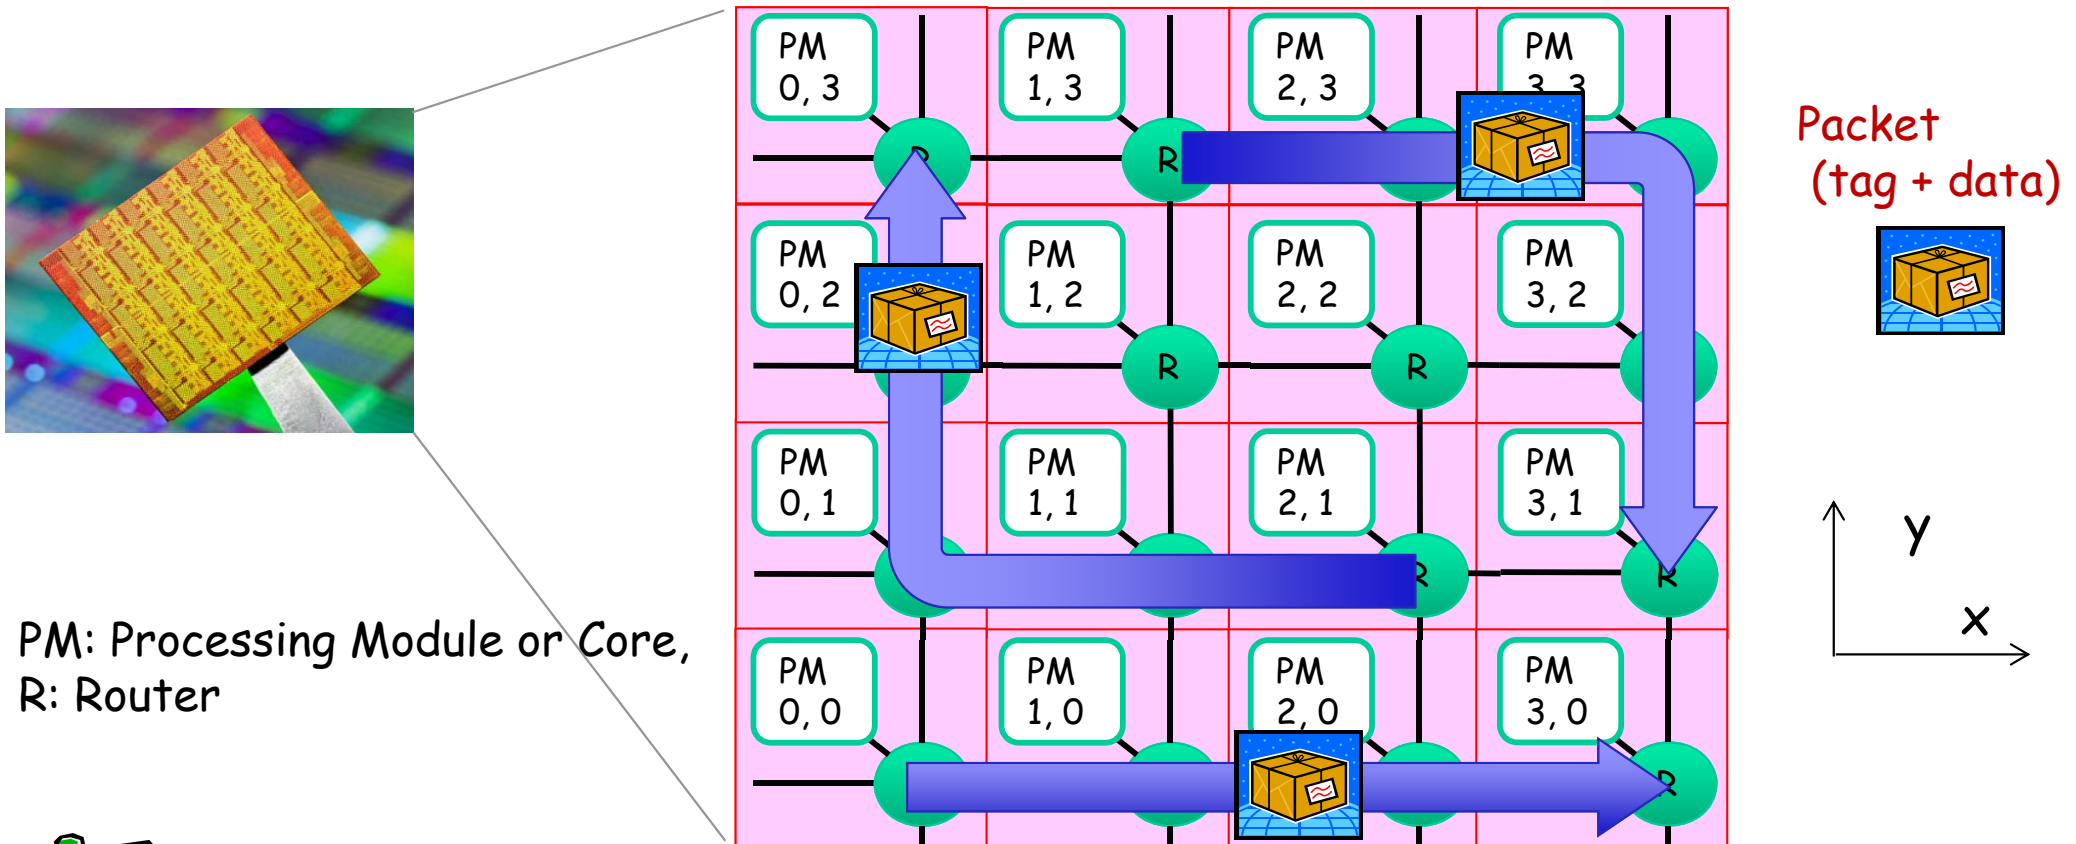 PM
0, 3
PM
1, 3
PM
2, 3
PM
3, 3
R
R
PM
0, 2
PM
1, 2
PM
2, 2
PM
3, 2
R
R
PM
0, 1
PM
1, 1
PM
2, 1
PM
3, 1
R
R
PM
0, 0
PM
1, 0
PM
2, 0
PM
3, 0
R
Packet
(tag + data)
y
x
PM: Processing Module or Core,
R: Router